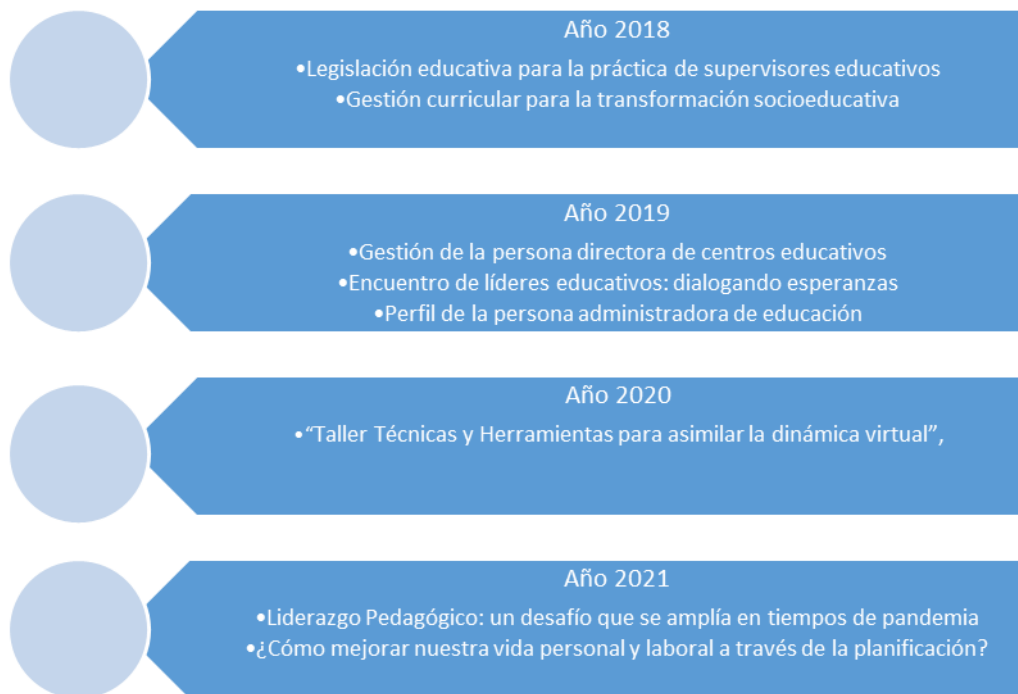 Año 2018
•Legislación educativa para la práctica de supervisores educativos
•Gestión curricular para la transformación socioeducativa
Año 2019
•Gestión de la persona directora de centros educativos
•Encuentro de líderes educativos: dialogando esperanzas
•Perfil de la persona administradora de educación
Año 2020
•“Taller Técnicas y Herramientas para asimilar la dinámica virtual”,
Año 2021
•Liderazgo Pedagógico: un desafío que se amplía en tiempos de pandemia
•¿Cómo mejorar nuestra vida personal y laboral a través de la planificación?